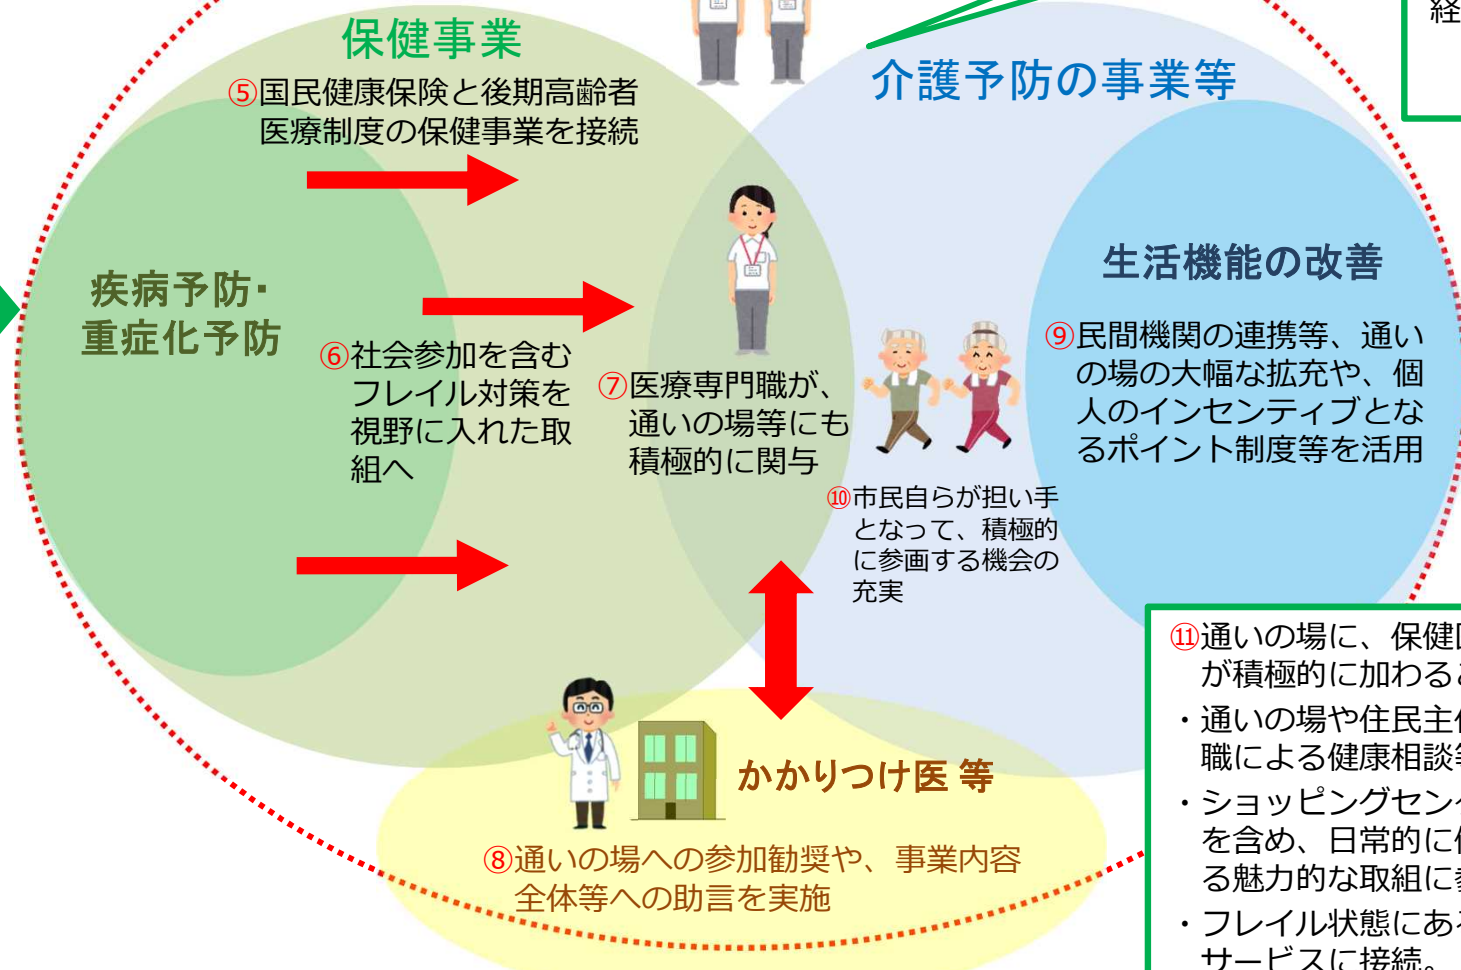 経
保健事業
⑤国民健康保険と後期高齢者
医療制度の保健事業を接続
介護予防の事業等
疾病予防・
重症化予防
⑥社会参加を含む
フレイル対策を
視野に入れた取
組へ
⑦医療専門職が、
通いの場等にも
積極的に関与
生活機能の改善
⑨民間機関の連携等、通い
の場の大幅な拡充や、個
人のインセンティブとな
るポイント制度等を活用
⑩市民自らが担い手
となって、積極的
に参画する機会の
充実
かかりつけ医 等
⑧通いの場への参加勧奨や、事業内容
全体等への助言を実施
⑪通いの場に、保健
が積極的に加わる
・通いの場や住民主
職による健康相談
・ショッピングセン
を含め、日常的に
る魅力的な取組に
・フレイル状態にあ
サービスに接続。